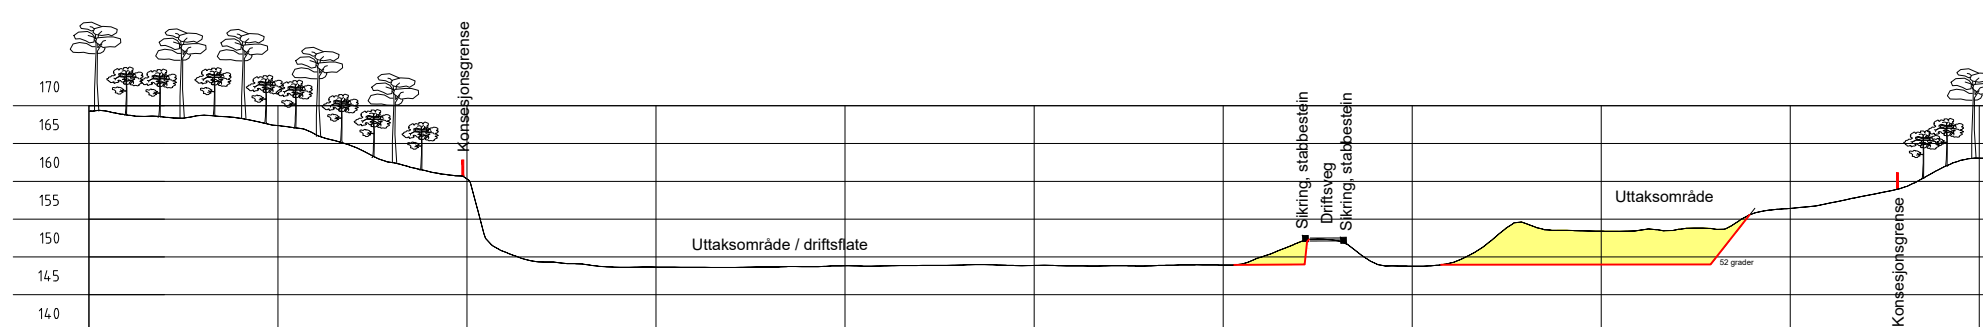 170
165
160
155
150
145
140
Konsesjonsgrense
Uttaksområde / driftsflate
Sikring, stabbestein
Driftsveg
Sikring, stabbestein
Uttaksområde
52 grader
Konsesjonsgrense